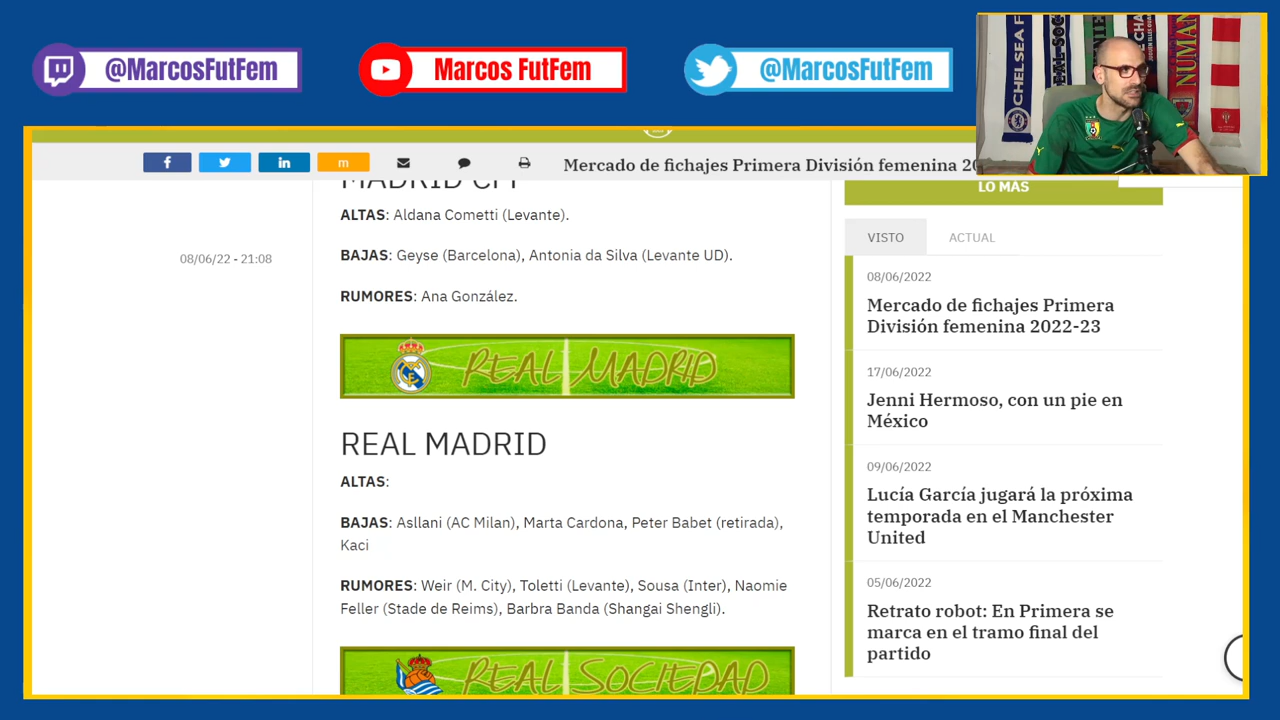 @MarcosFutFem
Marcos FutFem
@MarcosFutFem
CHELSEA F
NUMAN
Mercado de fichajes Primera División femenina 20
MADRID CFF
08/06/22 - 21:08
ALTAS: Aldana Cometti (Levante).
BAJAS: Geyse (Barcelona), Antonia da Silva (Levante UD).
RUMORES: Ana González.
REAL MADRID
REAL MADRID
ALTAS:
BAJAS: Asllani (AC Milan), Marta Cardona, Peter Babet (retirada),
Kaci
RUMORES: Weir (M. City), Toletti (Levante), Sousa (Inter), Naomie
Feller (Stade de Reims), Barbra Banda (Shangai Shengli).
REAL SOCIEDAD
LO MÁS
VISTO
ACTUAL
08/06/2022
Mercado de fichajes Primera
División femenina 2022-23
17/06/2022
Jenni Hermoso, con un pie en
México
09/06/2022
Lucía García jugará la próxima
temporada en el Manchester
United
05/06/2022
Retrato robot: En Primera se
marca en el tramo final del
partido